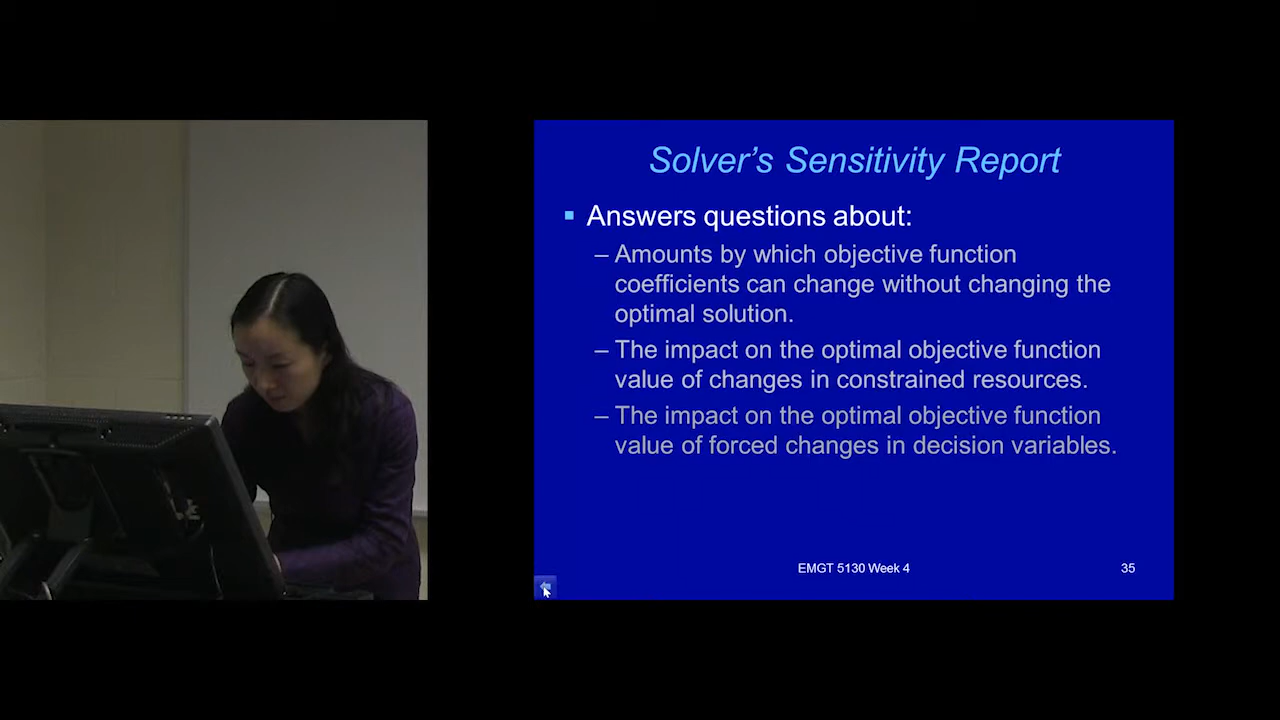 Solver's Sensitivity Report
▪ Answers questions about:
– Amounts by which objective function
coefficients can change without changing the
optimal solution.
– The impact on the optimal objective function
value of changes in constrained resources.
– The impact on the optimal objective function
value of forced changes in decision variables.
EMGT 5130 Week 4
35